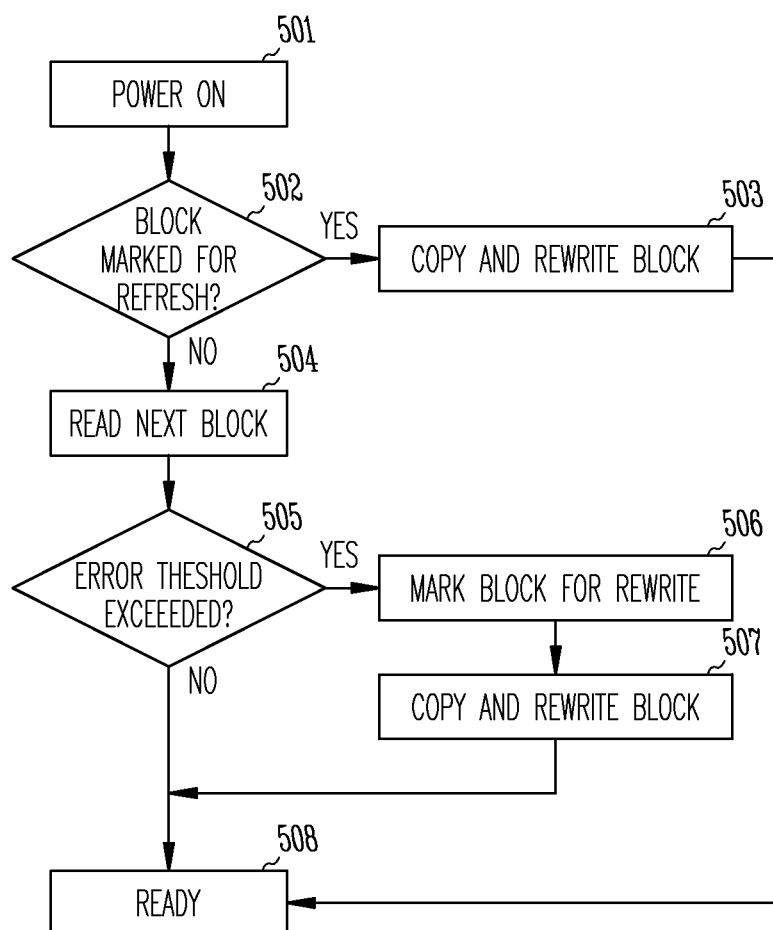 501
POWER ON
502
BLOCK
MARKED FOR
REFRESH?
YES
503
COPY AND REWRITE BLOCK
NO
504
READ NEXT BLOCK
505
ERROR THESHOLD
EXCEEEDED?
YES
506
MARK BLOCK FOR REWRITE
507
COPY AND REWRITE BLOCK
NO
508
READY